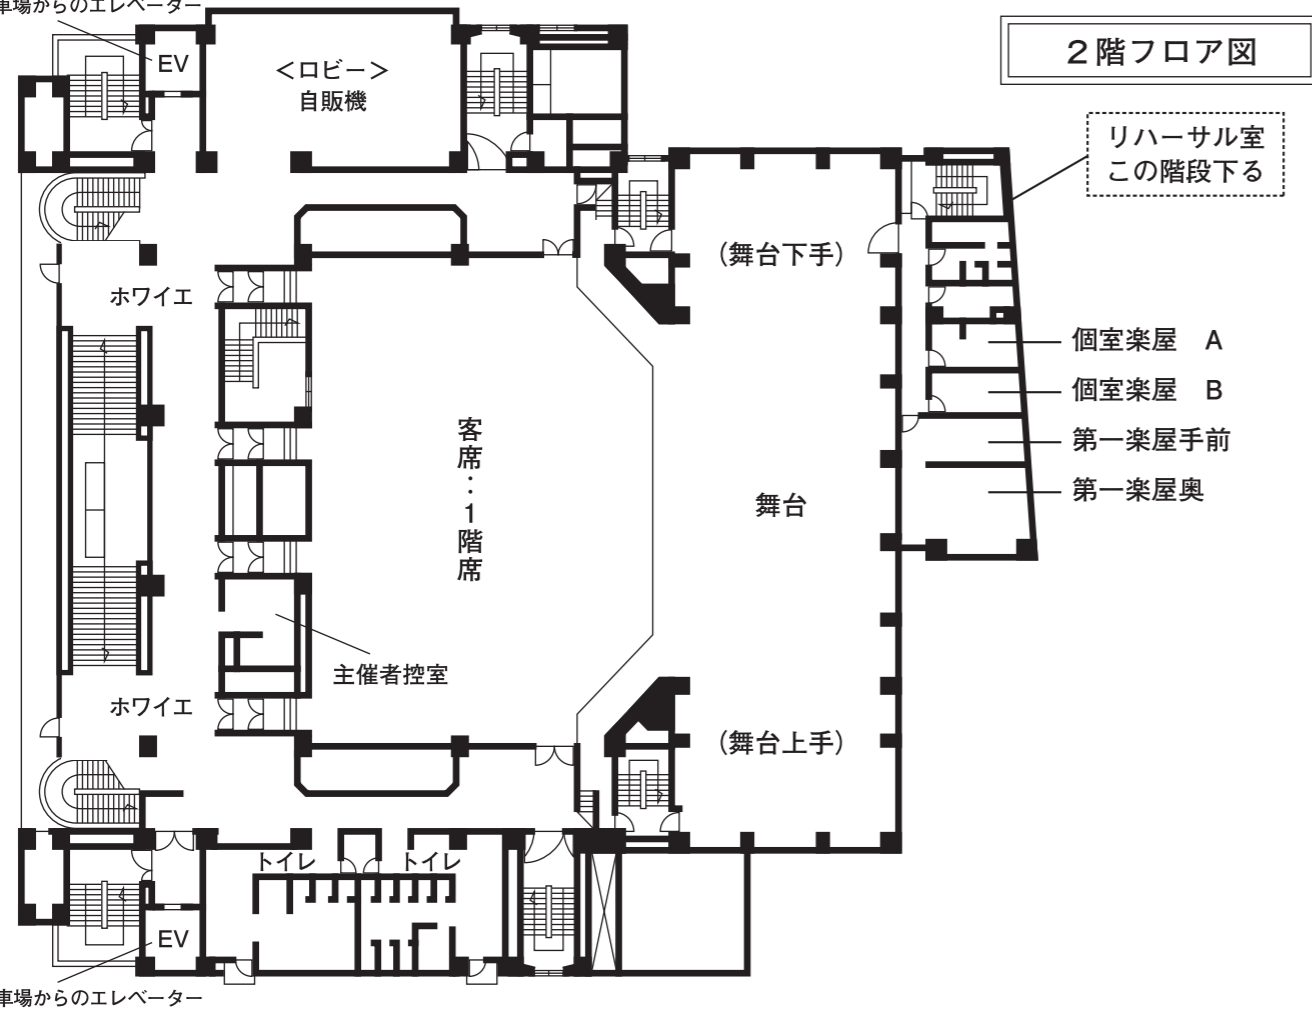 車場からのエレベーター
EV
＜ロビー＞
自販機
２階フロア図
リハーサル室
この階段下る
(舞台下手)
ホワイエ
個室楽屋　A
個室楽屋　B
第一楽屋手前
第一楽屋奥
客席：１階席
舞台
主催者控室
ホワイエ
(舞台上手)
トイレ
トイレ
EV
車場からのエレベーター